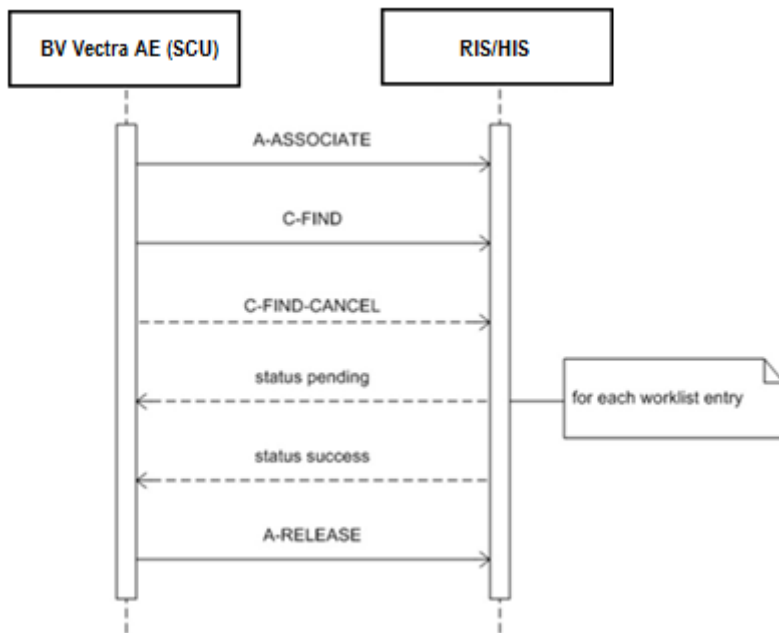 BV Vectra AE (SCU)
RIS/HIS
A-ASSOCIATE
C-FIND
C-FIND-CANCEL
status pending
for each worklist entry
status success
A-RELEASE